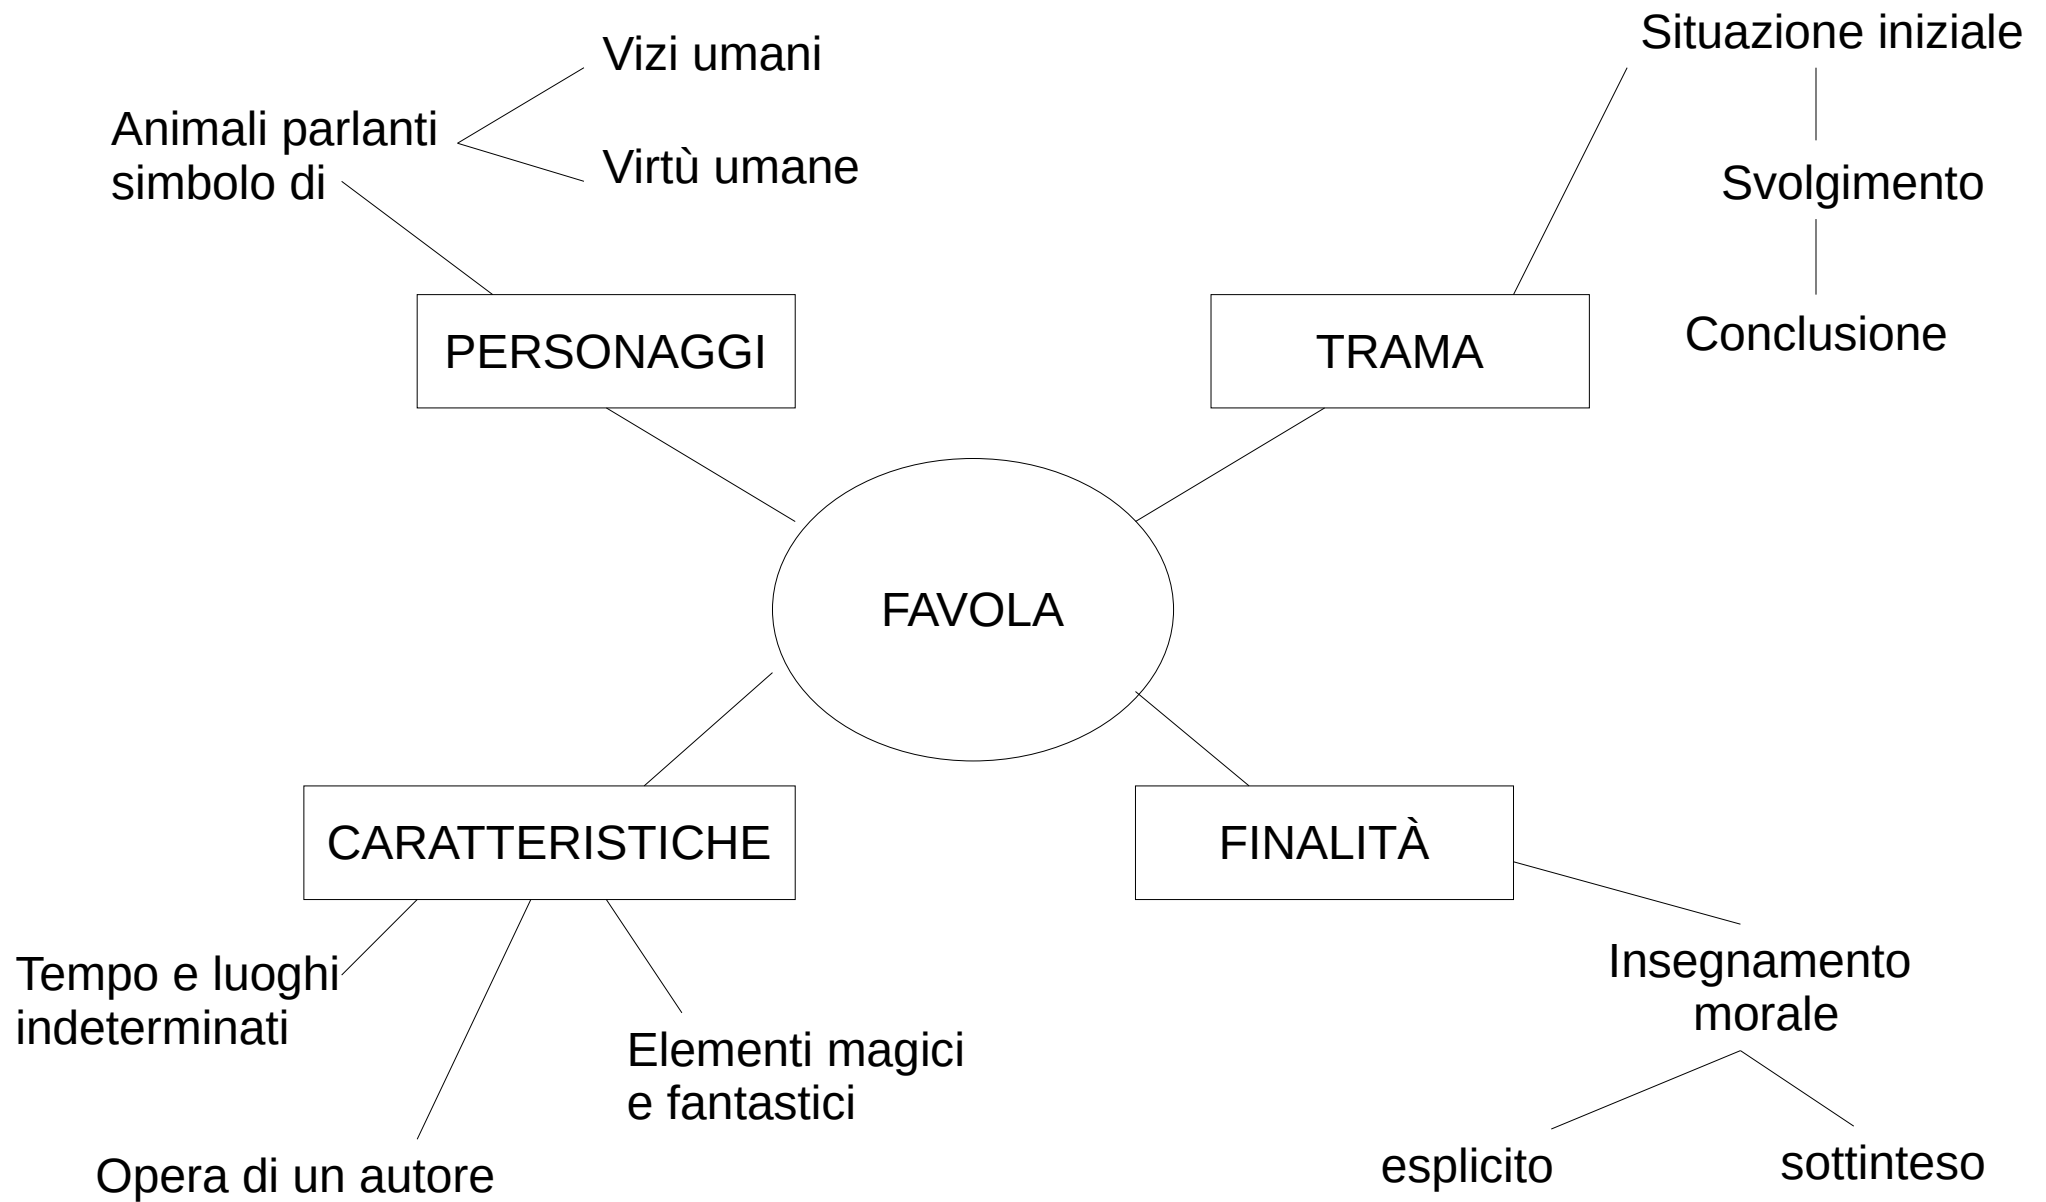 Vizi umani
Animali parlanti
simbolo di
Virtù umane
PERSONAGGI
Situazione iniziale
Svolgimento
Conclusione
TRAMA
FAVOLA
CARATTERISTICHE
Tempo e luoghi
indeterminati
Elementi magici
e fantastici
Opera di un autore
FINALITÀ
Insegnamento
morale
esplicito
sottinteso